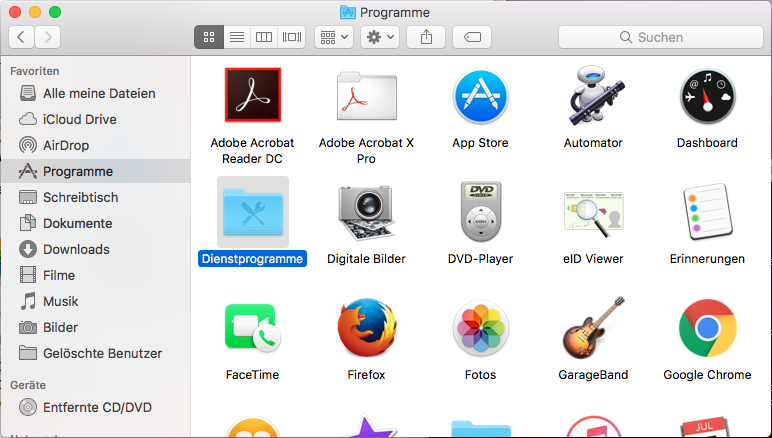 Programme
Suchen
Favoriten
Alle meine Dateien
iCloud Drive
AirDrop
Programme
Schreibtisch
Dokumente
Downloads
Filme
Musik
Bilder
Gelöschte Benutzer
Geräte
Entfernte CD/DVD
Adobe Acrobat
Reader DC
Adobe Acrobat X
Pro
App Store
Automator
Dashboard
Dienstprogramme
Digitale Bilder
DVD
DVD-Player
eID Viewer
Erinnerungen
FaceTime
Firefox
Fotos
GarageBand
Google Chrome
JUL